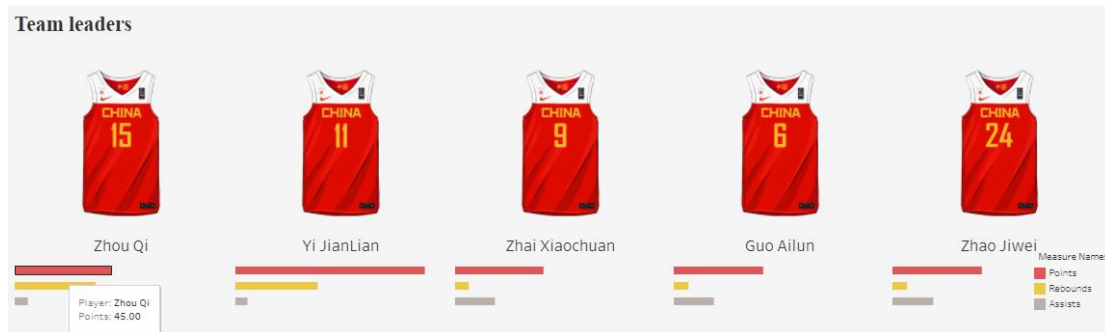 Team leaders
CHINA
15
CHINA
11
CHINA
9
CHINA
6
CHINA
24
Zhou Qi
Yi JianLian
Zhai Xiaochuan
Guo Ailun
Zhao Jiwei
Measure Name
Points
Rebounds
Assists
Player: Zhou Qi
Points: 45.00